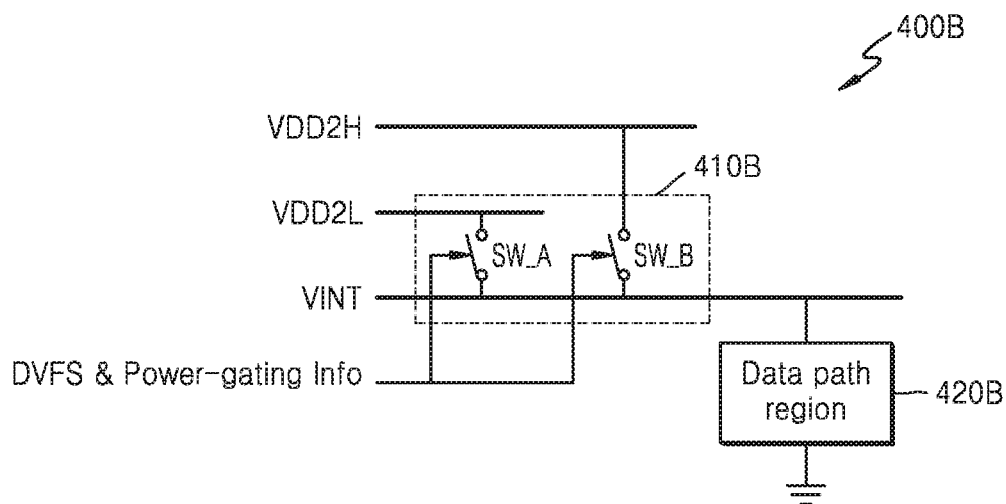 400B
VDD2H
410B
VDD2L
SW_A
SW_B
VINT
DVFS & Power-gating Info
Data path
region
420B